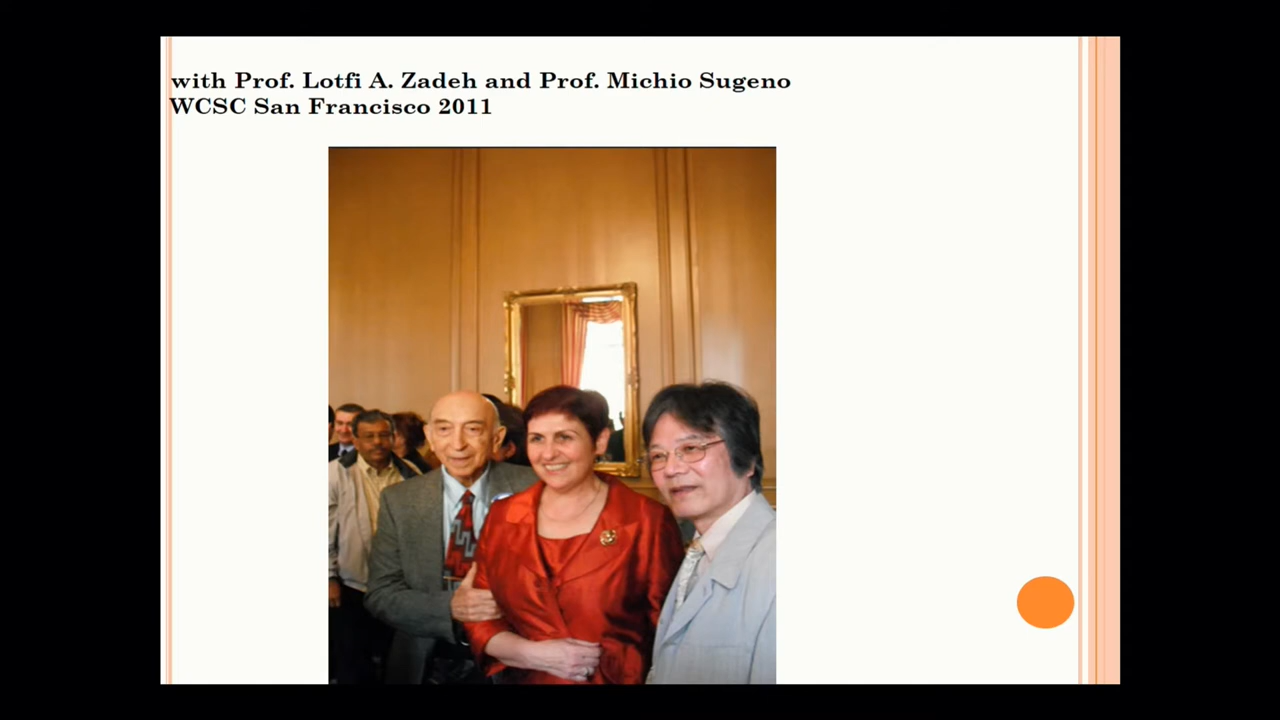 with Prof. Lotfi A. Zadeh and Prof. Michio Sugeno
WCSC San Francisco 2011